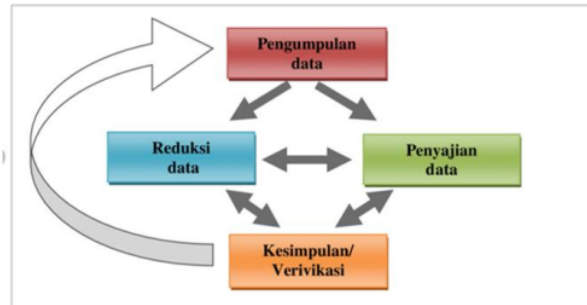 Pengumpulan
data
Reduksi
data
Penyajian
data
Kesimpulan/
Verivikasi